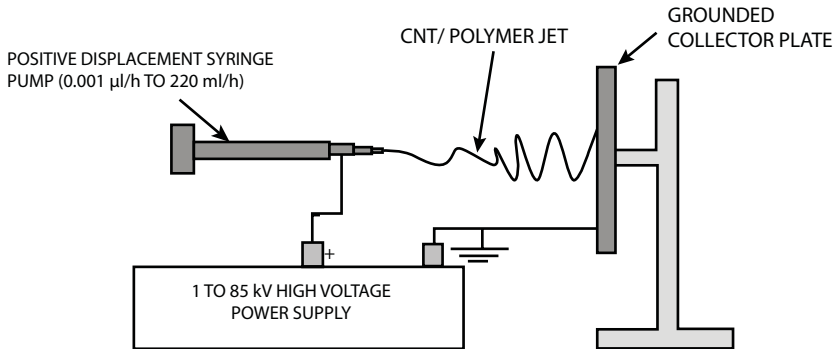 GROUNDED
COLLECTOR PLATE
CNT/ POLYMER JET
POSITIVE DISPLACEMENT SYRINGE
PUMP (0.001 µl/h TO 220 ml/h)
+
1 TO 85 kV HIGH VOLTAGE
POWER SUPPLY